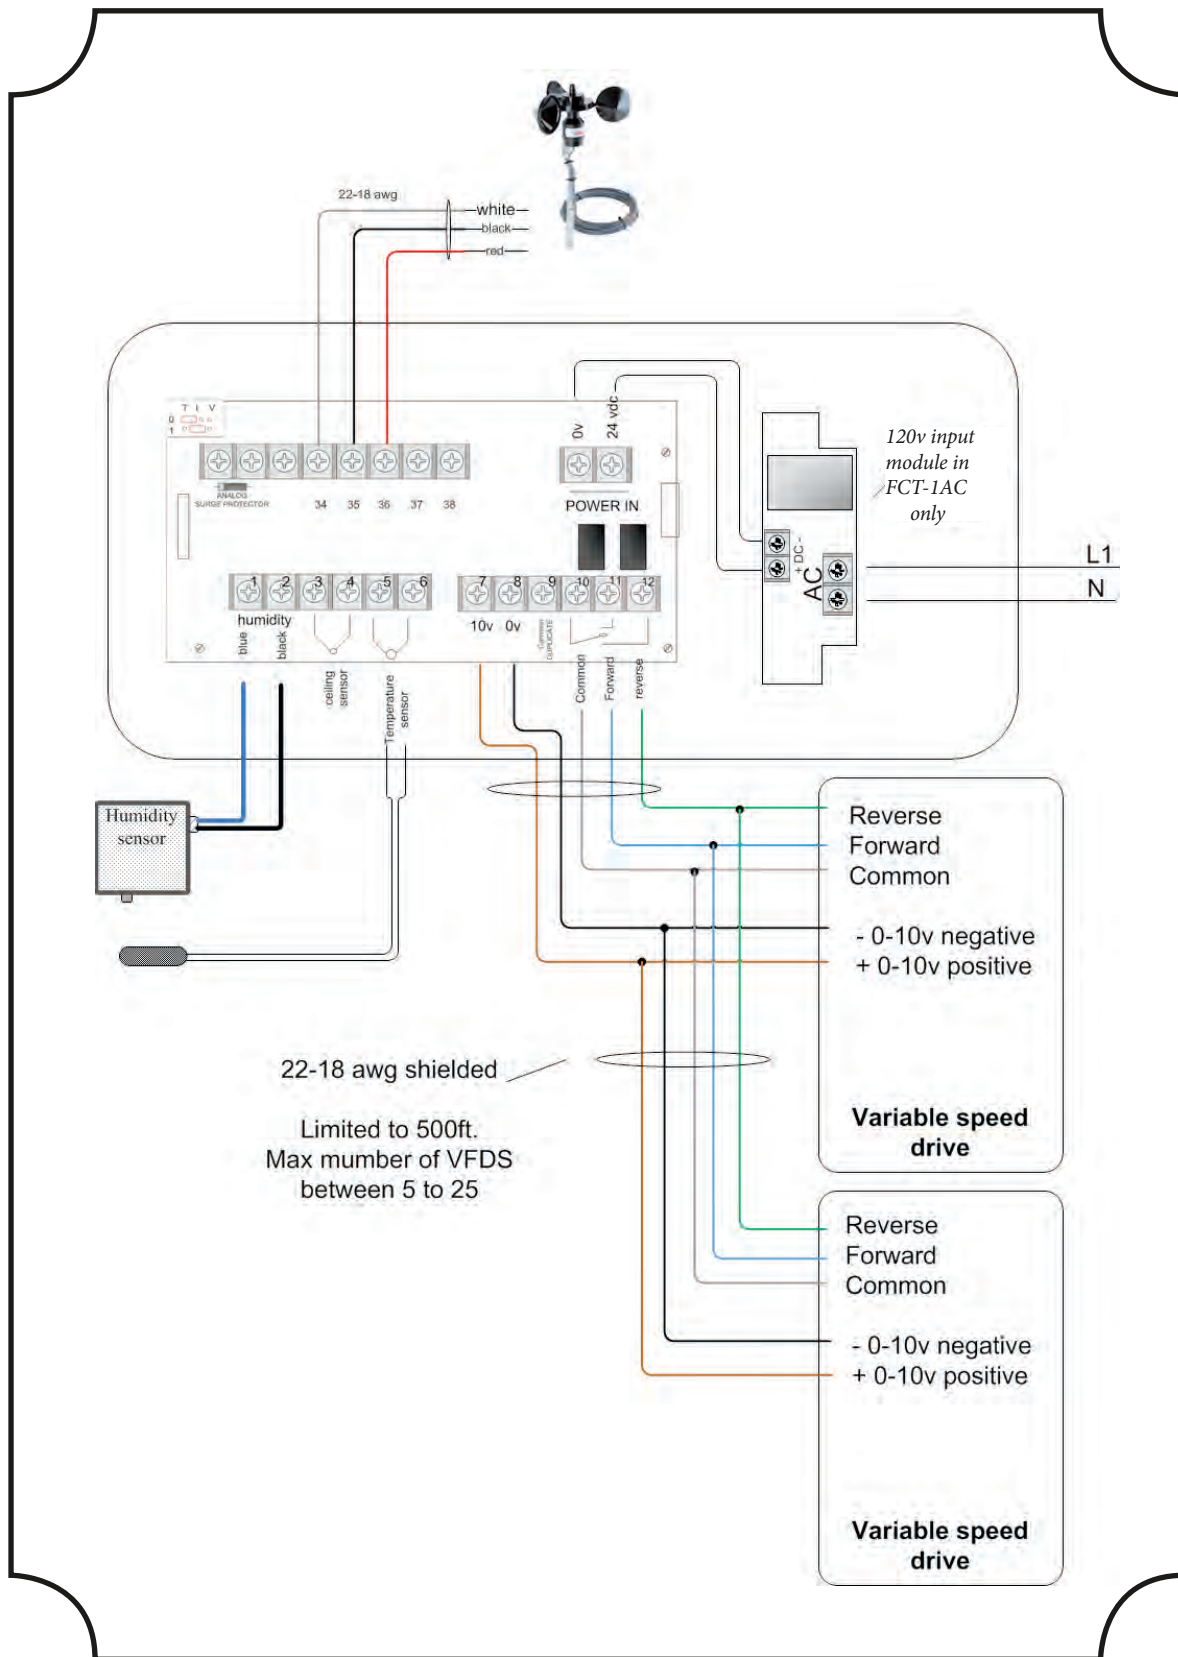 22-18 awg
white
black
red
T I V
0
1
ANALOG
SURGE PROTECTOR
34 35 36 37 38
0v
24 vdc
POWER IN
120v input
module in
FCT-1AC
only
+ DC -
AC
L1
N
1 2 3 4 5 6
7 8 9 10 11 12
humidity
blue
black
ceiling
sensor
Temperature
sensor
10v 0v
Common
DUPLICATE
Common
Forward
reverse
Humidity
sensor
Reverse
Forward
Common
- 0-10v negative
+ 0-10v positive
Variable speed
drive
22-18 awg shielded
Limited to 500ft.
Max mumber of VFDS
between 5 to 25
Reverse
Forward
Common
- 0-10v negative
+ 0-10v positive
Variable speed
drive